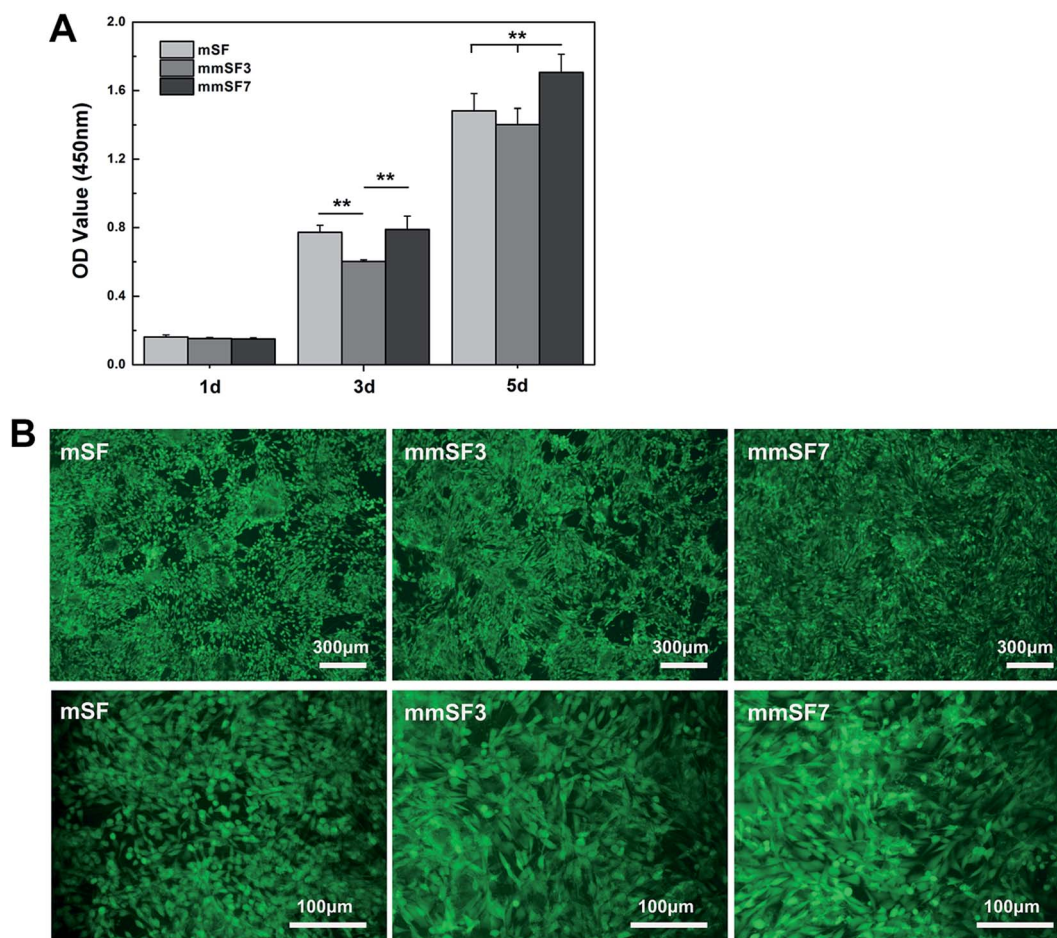 A
2.0
1.6
1.2
0.8
0.4
0.0
OD Value (450nm)
mSF
mmSF3
mmSF7
**
**
**
1d 3d 5d
B
mSF mmSF3 mmSF7
300μm 300μm 300μm
mSF mmSF3 mmSF7
100μm 100μm 100μm